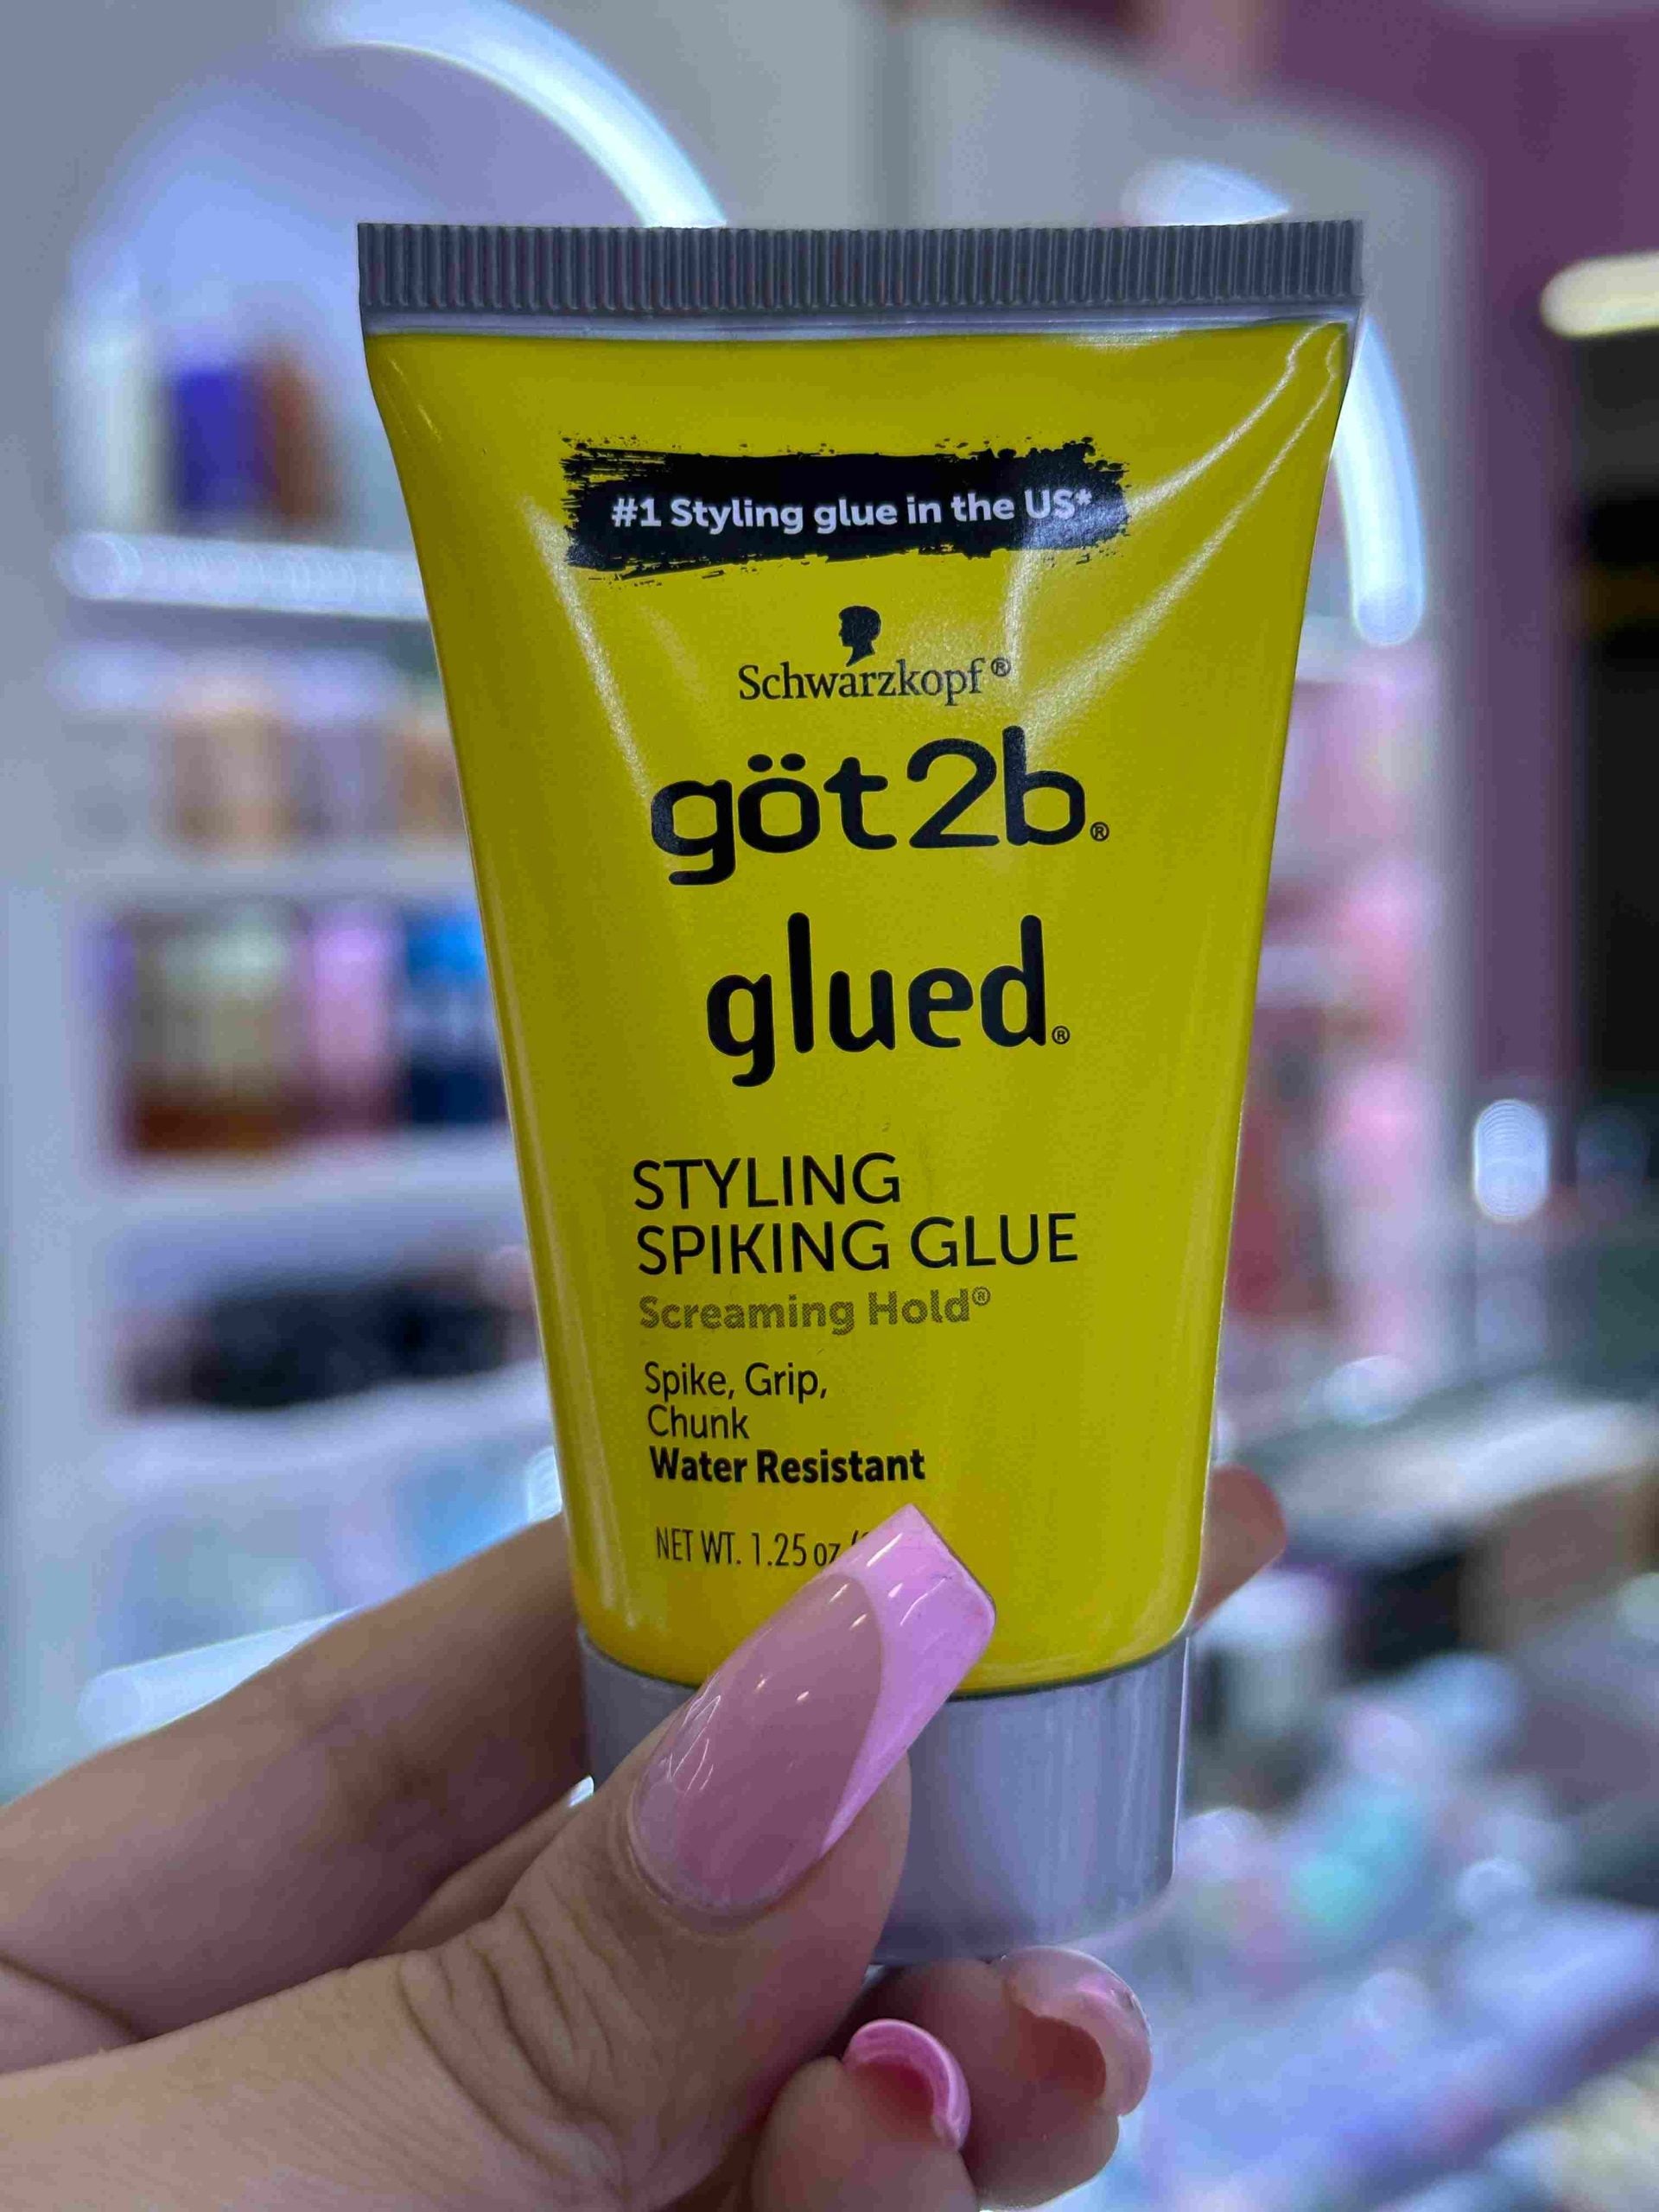 #1 Styling glue in the US*
Schwarzkopf®
göt2b®
glued®
STYLING
SPIKING GLUE
Screaming Hold®
Spike, Grip,
Chunk
Water Resistant
NET WT. 1.25 oz